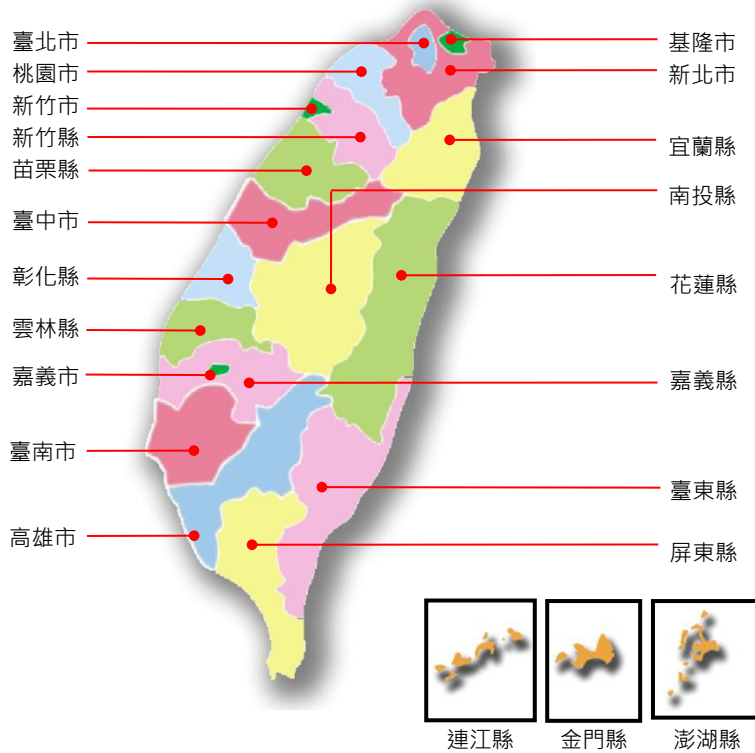 臺北市
桃園市
新竹市
新竹縣
苗栗縣
臺中市
彰化縣
雲林縣
嘉義市
臺南市
高雄市
基隆市
新北市
宜蘭縣
南投縣
花蓮縣
嘉義縣
臺東縣
屏東縣
連江縣
金門縣
澎湖縣